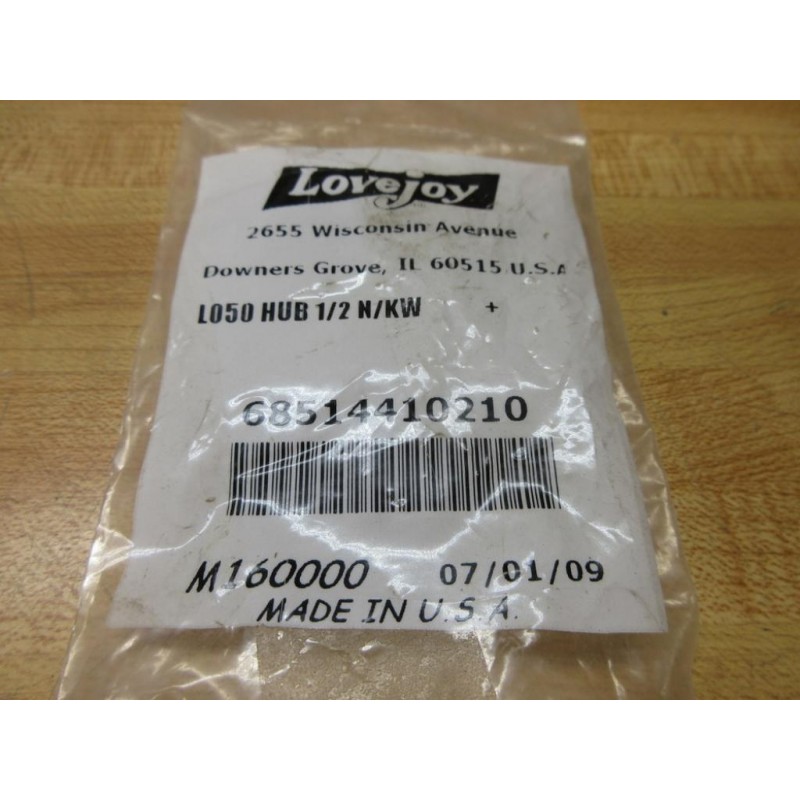 Lovejoy
2655 Wisconsin Avenue
Downers Grove, IL 60515 U.S.A
L050 HUB 1/2 N/KW +
68514410210
M160000 07/01/09
MADE IN U.S.A.